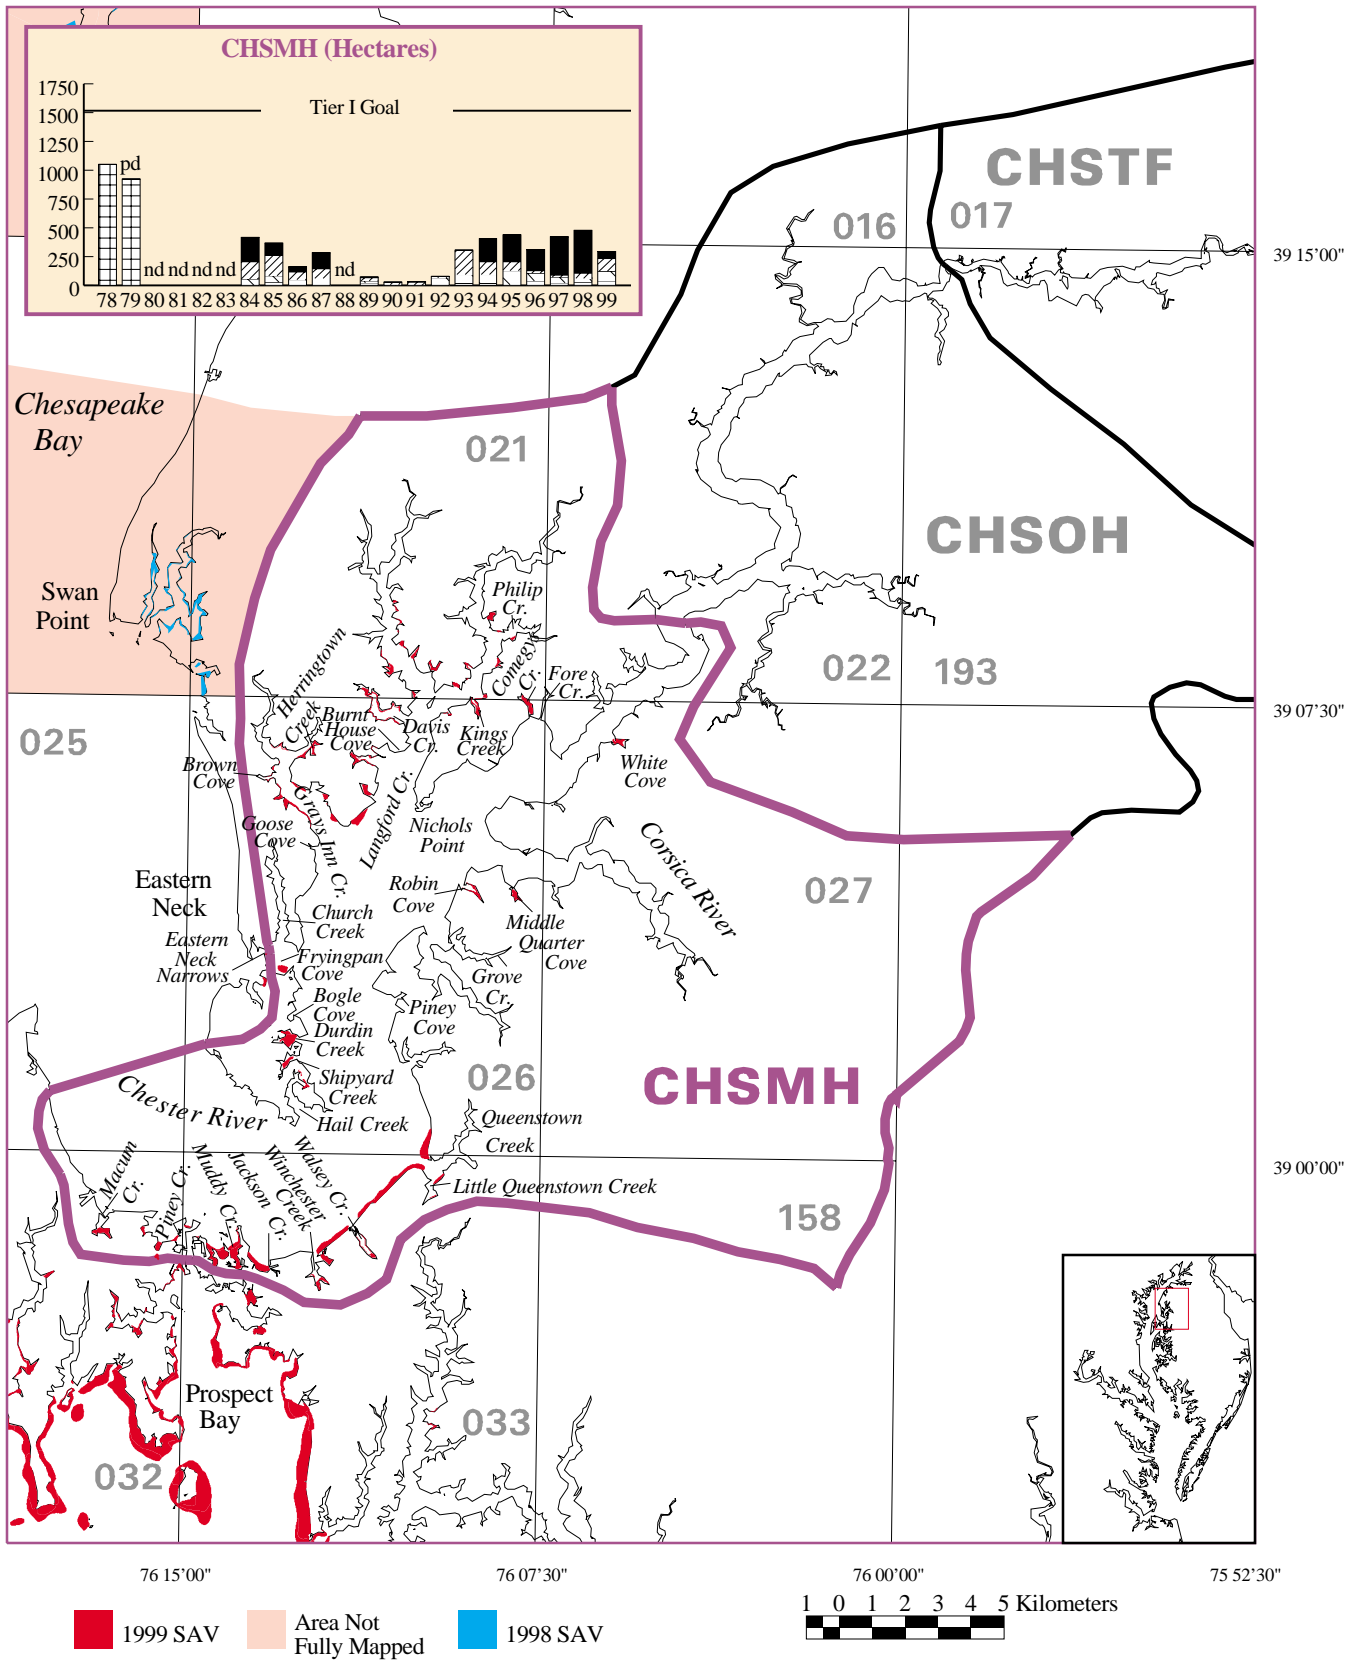 CHSMH (Hectares)
1750
1500
1250
1000
750
500
250
0
Tier I Goal
pd
nd nd nd nd
nd
78 79 80 81 82 83 84 85 86 87 88 89 90 91 92 93 94 95 96 97 98 99
CHSTF
016
017
39 15'00"
Chesapeake
Bay
021
CHSOH
Swan
Point
Philip
Cr.
Herringtown
Creek
Comegys
Cr.
Fore
Cr.
022
193
39 07'30"
025
Burnt
House
Cove
Davis
Cr.
Kings
Creek
White
Cove
Brown
Cove
Grays Inn Cr.
Langford Cr.
Goose
Cove
Nichols
Point
Corsica River
Eastern
Neck
Robin
Cove
027
Church
Creek
Middle
Quarter
Cove
Eastern
Neck
Narrows
Fryingpan
Cove
Grove
Cr.
Bogle
Cove
Piney
Cove
Durdin
Creek
026
CHSMH
Shipyard
Creek
Chester River
Hail Creek
Queenstown
Creek
Macum
Cr.
Piney Cr.
Muddy Cr.
Jackson Cr.
Winchester
Creek
Walsey Cr.
39 00'00"
Little Queenstown Creek
158
Prospect
Bay
033
032
76 15'00"
76 07'30"
76 00'00"
75 52'30"
1999 SAV
Area Not
Fully Mapped
1998 SAV
1 0 1 2 3 4 5 Kilometers